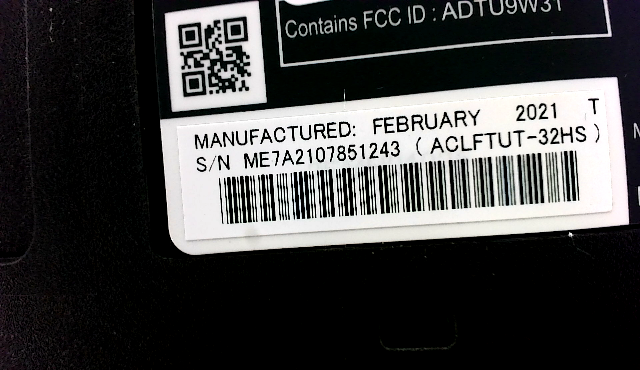 Contains FCC ID : ADTU9W31
MANUFACTURED: FEBRUARY 2021 T
S/N ME7A2107851243 ( ACLFTUT-32HS )